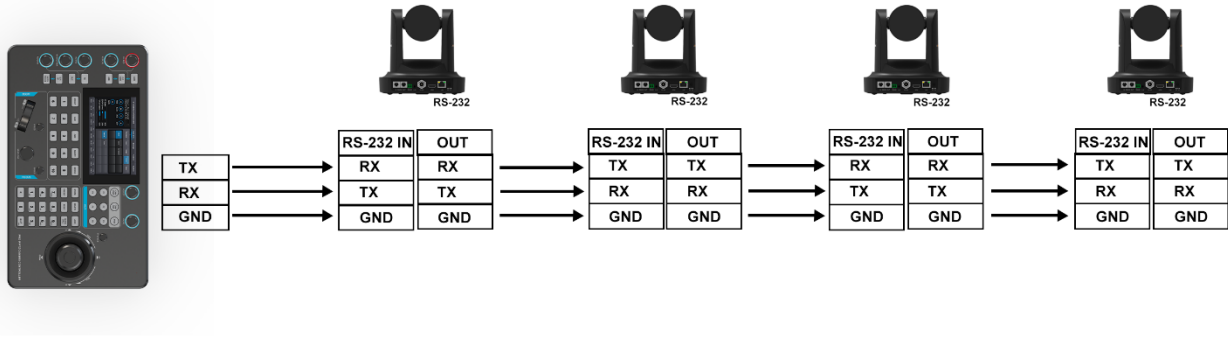 RS-232
RS-232
RS-232
RS-232
TX
RX
GND
RS-232 IN OUT
RX RX
TX TX
GND GND
RS-232 IN OUT
TX TX
RX RX
GND GND
RS-232 IN OUT
RX RX
TX TX
GND GND
RS-232 IN OUT
TX TX
RX RX
GND GND